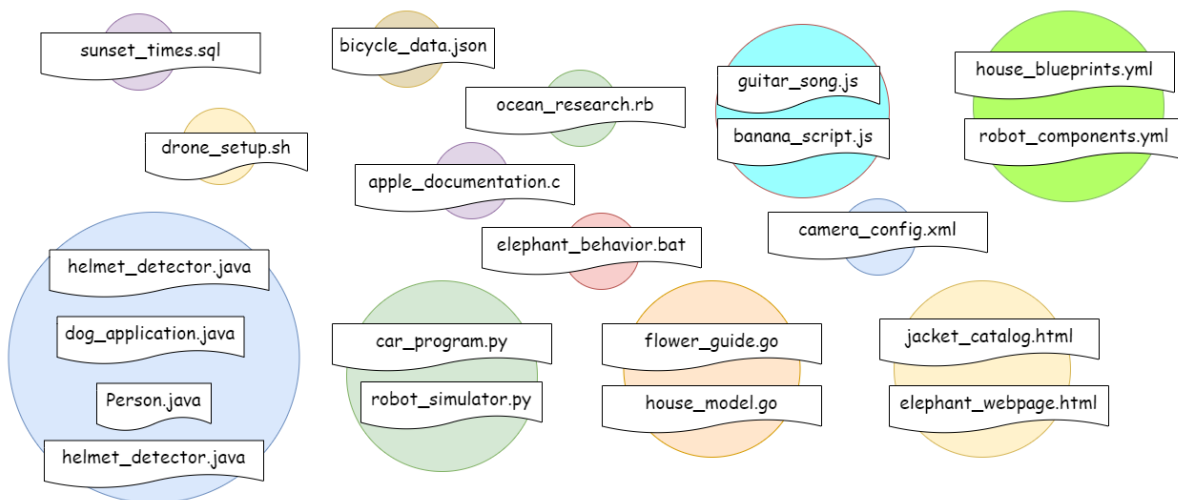 sunset_times.sql
bicycle_data.json
guitar_song.js
house_blueprints.yml
ocean_research.rb
drone_setup.sh
banana_script.js
robot_components.yml
apple_documentation.c
elephant_behavior.bat
camera_config.xml
helmet_detector.java
dog_application.java
Person.java
helmet_detector.java
car_program.py
robot_simulator.py
flower_guide.go
house_model.go
jacket_catalog.html
elephant_webpage.html